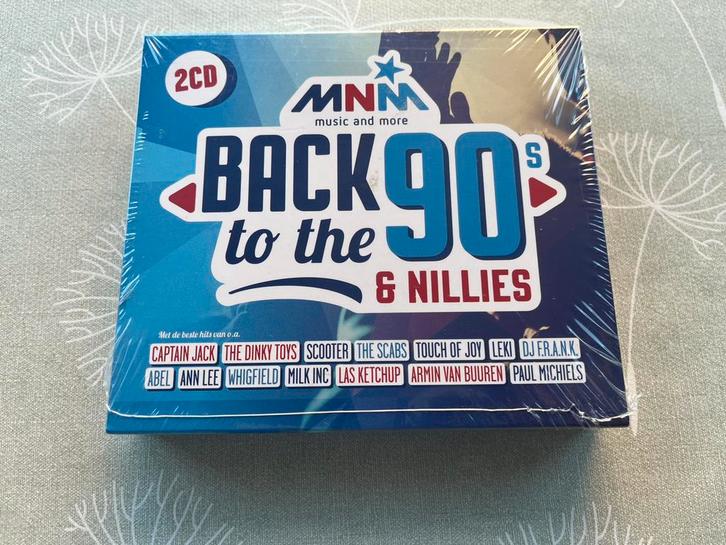 2CD
MNM
music and more
BACK
to the
90s
& NILLIES
Met de beste hits van o.a.
CAPTAIN JACK THE DINKY TOYS SCOOTER THE SCABS TOUCH OF JOY LEKI DJ F.R.A.N.K.
ABEL ANN LEE WHIGFIELD MILK INC LAS KETCHUP ARMIN VAN BUUREN PAUL MICHIELS